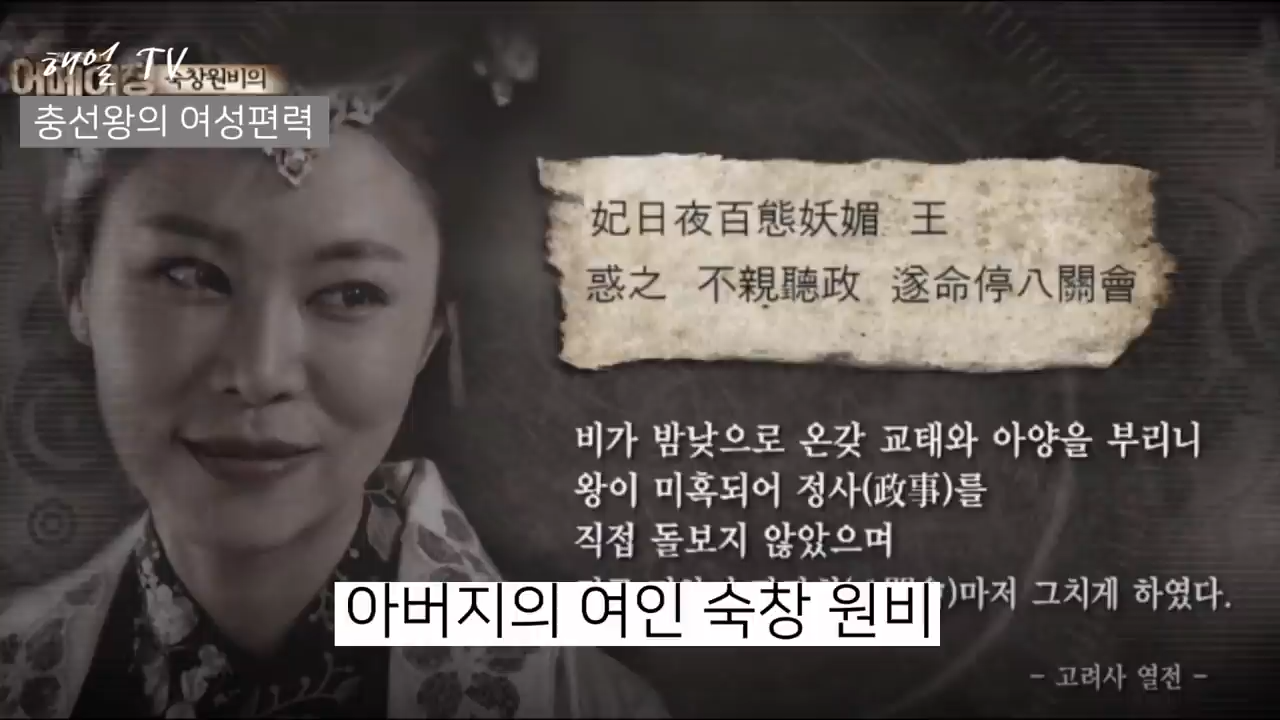 해얼 TV
숙창원비의
충선왕의 여성편력
妃日夜百態妖媚 王
惑之 不親聽政 遂命停八關會
비가 밤낮으로 온갖 교태와 아양을 부리니
왕이 미혹되어 정사(政事)를
직접 돌보지 않았으며
)마저 그치게 하였다.
아버지의 여인 숙창 원비
- 고려사 열전 -